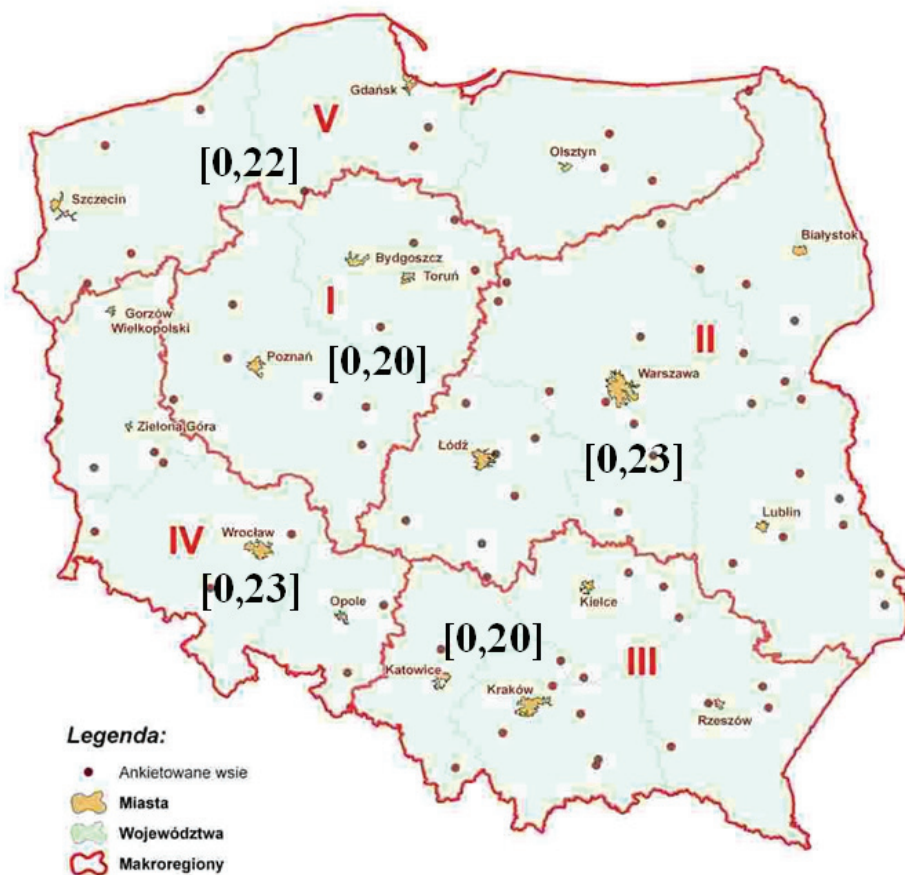 Gdańsk
V
Olsztyn
[0,22]
Szczecin
Białystok
Bydgoszcz
Toruń
I
Gorzów
Wielkopolski
II
Poznań
[0,20]
Warszawa
Zielona Góra
Łódź
[0,23]
Lublin
IV
Wrocław
[0,23]
Opole
Kielce
[0,20]
III
Katowice
Kraków
Rzeszów
Legenda:
Ankietowane wsie
Miasta
Województwa
Makroregiony